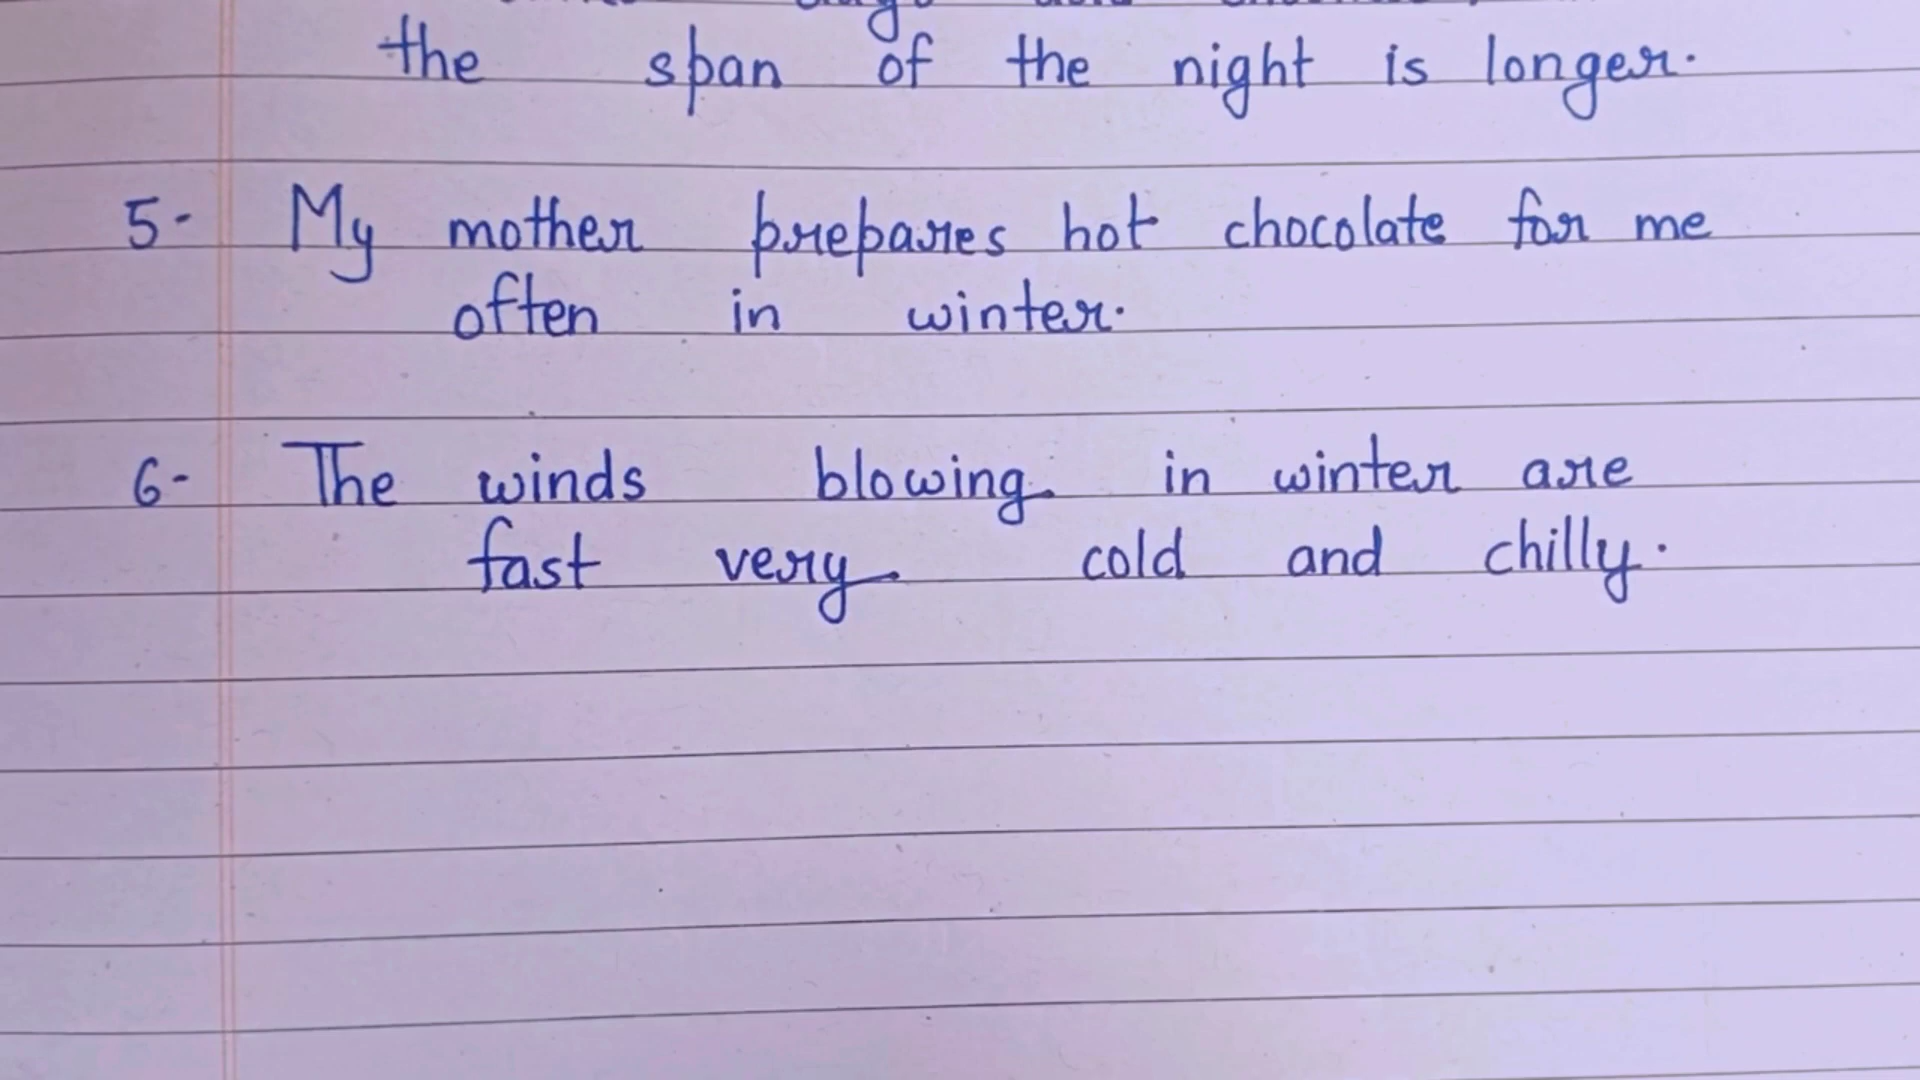 the span of the night is longer.
5- My mother prepares hot chocolate for me
often in winter.
6- The winds blowing in winter are
fast very cold and chilly.